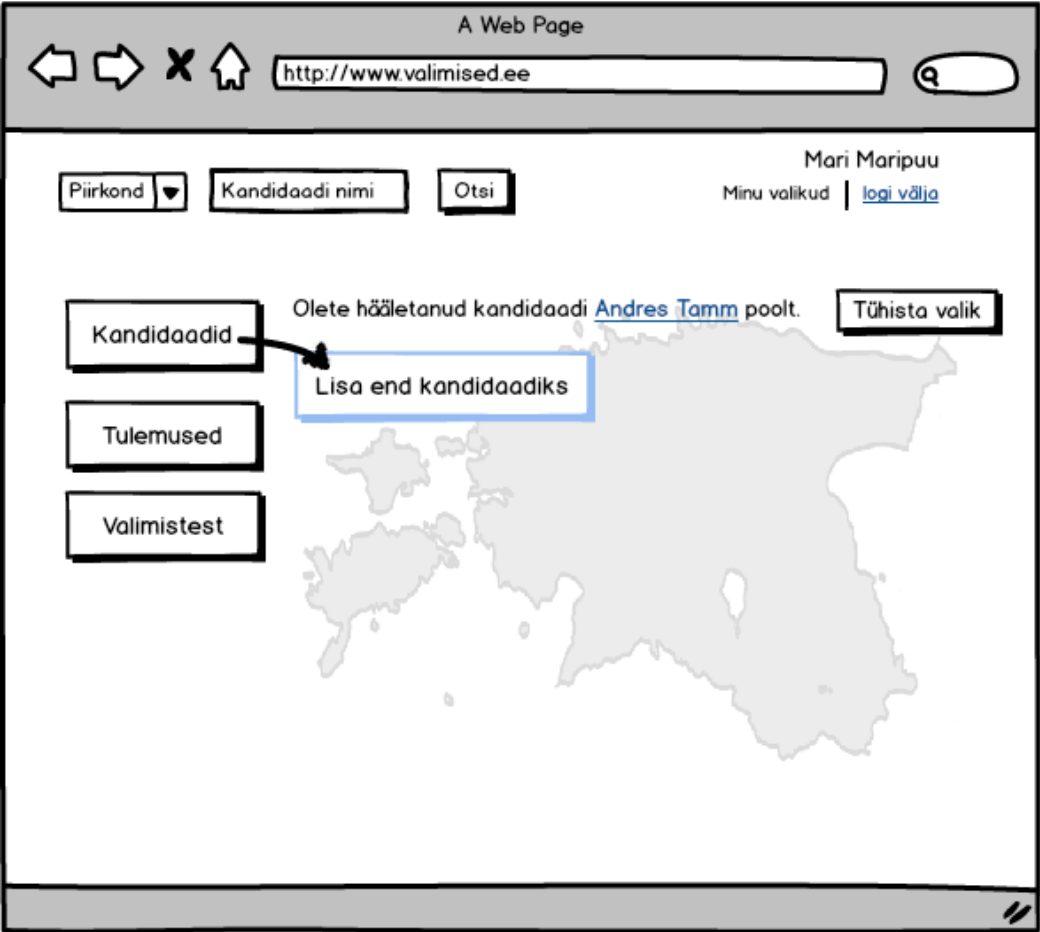 A Web Page
http://www.valimised.ee
Mari Maripuu
Piirkond
Kandidaadi nimi
Otsi
Minu valikud
logi välja
Olete hääletanud kandidaadi Andres Tamm poolt.
Tühista valik
Kandidaadid
Lisa end kandidaadiks
Tulemused
Valimistest